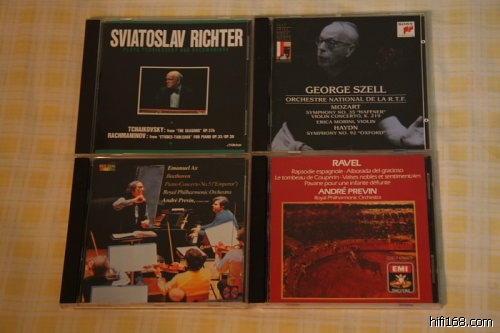 SVIATOSLAV RICHTER
TCHAIKOVSKY: from "THE SEASONS" OP.37b
RACHMANINOV: from "ETUDES-TABLEAUX" FOR PIANO OP.33/OP.39
Victor
SONY
GEORGE SZELL
ORCHESTRE NATIONAL DE LA R.T.F.
MOZART
SYMPHONY NO. 35 "HAFFNER"
VIOLIN CONCERTO, K. 219
ERICA MORINI, VIOLIN
HAYDN
SYMPHONY NO. 92 "OXFORD"
Emanuel Ax
Beethoven
Piano Concerto No.5 ("Emperor")
Royal Philharmonic Orchestra
André Previn,
RAVEL
Rapsodie espagnole · Alborada del gracioso
Le tombeau de Couperin · Valses nobles et sentimentales
Pavane pour une infante défunte
ANDRÉ PREVIN
Royal Philharmonic Orchestra
EMI
DIGITAL
hifi168.com